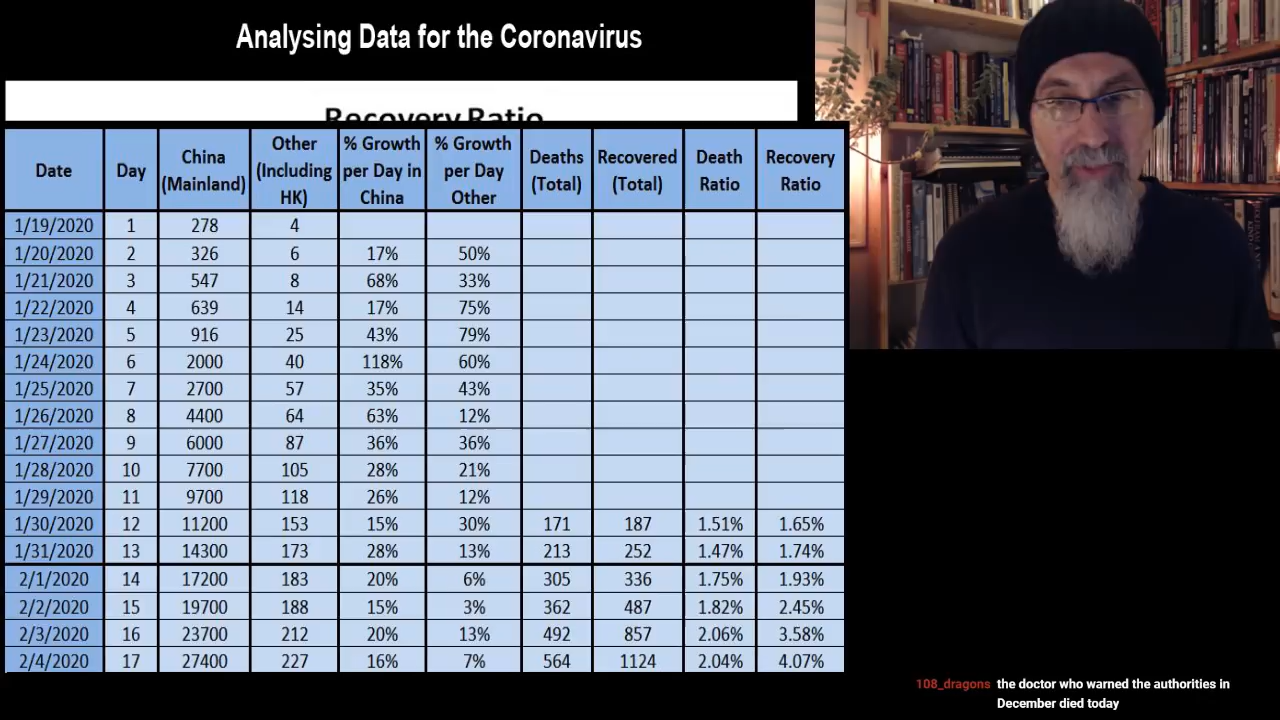 Analysing Data for the Coronavirus
Recovery Ratio
Date Day China (Mainland) Other (Including HK) % Growth per Day in China % Growth per Day Other Deaths (Total) Recovered (Total) Death Ratio Recovery Ratio
1/19/2020 1 278 4
1/20/2020 2 326 6 17% 50%
1/21/2020 3 547 8 68% 33%
1/22/2020 4 639 14 17% 75%
1/23/2020 5 916 25 43% 79%
1/24/2020 6 2000 40 118% 60%
1/25/2020 7 2700 57 35% 43%
1/26/2020 8 4400 64 63% 12%
1/27/2020 9 6000 87 36% 36%
1/28/2020 10 7700 105 28% 21%
1/29/2020 11 9700 118 26% 12%
1/30/2020 12 11200 153 15% 30% 171 187 1.51% 1.65%
1/31/2020 13 14300 173 28% 13% 213 252 1.47% 1.74%
2/1/2020 14 17200 183 20% 6% 305 336 1.75% 1.93%
2/2/2020 15 19700 188 15% 3% 362 487 1.82% 2.45%
2/3/2020 16 23700 212 20% 13% 492 857 2.06% 3.58%
2/4/2020 17 27400 227 16% 7% 564 1124 2.04% 4.07%
108_dragons the doctor who warned the authorities in
December died today